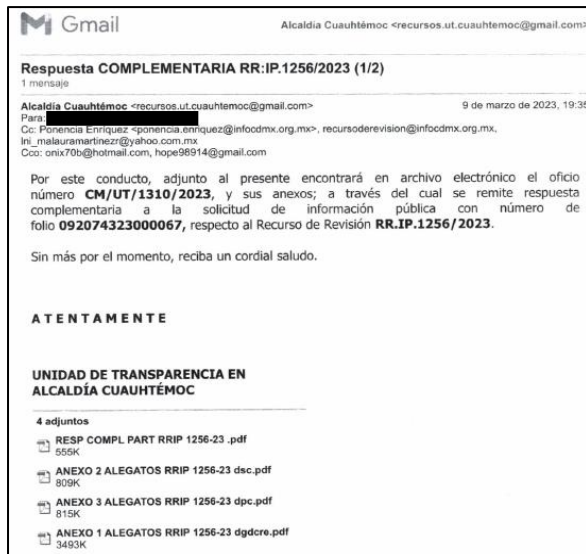 Gmail
Alcaldía Cuauhtémoc <recursos.ut.cuauhtemoc@gmail.com>
Respuesta COMPLEMENTARIA RR:IP.1256/2023 (1/2)
1 mensaje
Alcaldía Cuauhtémoc <recursos.ut.cuauhtemoc@gmail.com> 9 de marzo de 2023, 19:35
Para:
Cc: Ponencia Enriquez <ponencia.enriquez@infocdmx.org.mx>, recursoderevision@infocdmx.org.mx,
lni_malauramartinezr@yahoo.com.mx
Cco: onix70b@hotmail.com, hope98914@gmail.com
Por este conducto, adjunto al presente encontrará en archivo electrónico el oficio
número CM/UT/1310/2023, y sus anexos; a través del cual se remite respuesta
complementaria a la solicitud de información pública con número de
folio 092074323000067, respecto al Recurso de Revisión RR.IP.1256/2023.
Sin más por el momento, reciba un cordial saludo.
A T E N T A M E N T E
UNIDAD DE TRANSPARENCIA EN
ALCALDÍA CUAUHTÉMOC
4 adjuntos
RESP COMPL PART RRIP 1256-23 .pdf
555K
ANEXO 2 ALEGATOS RRIP 1256-23 dsc.pdf
809K
ANEXO 3 ALEGATOS RRIP 1256-23 dpc.pdf
815K
ANEXO 1 ALEGATOS RRIP 1256-23 dgdcre.pdf
3493K